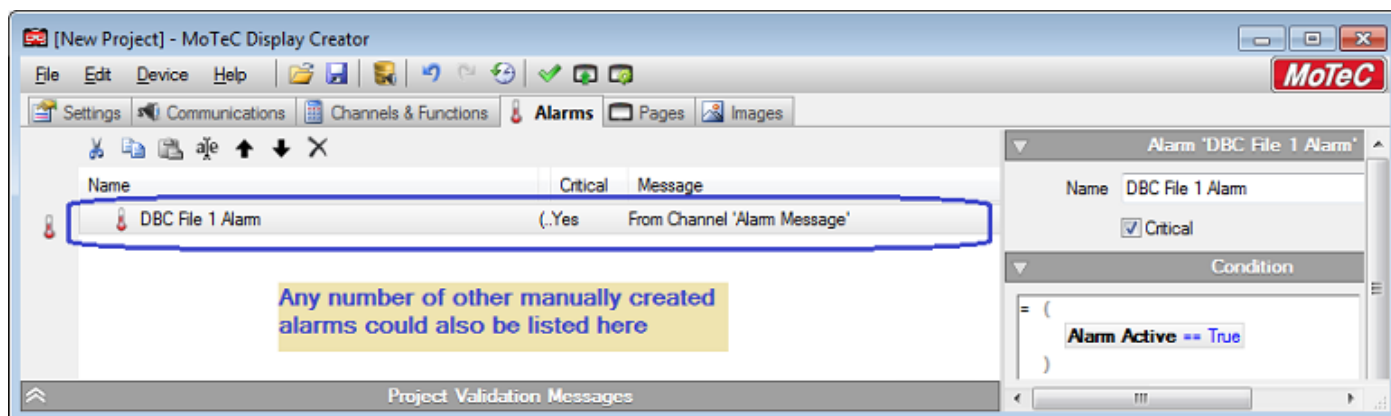 [New Project] - MoTeC Display Creator
File Edit Device Help
MoTeC
Settings Communications Channels & Functions Alarms Pages Images
Alarm 'DBC File 1 Alarm'
Name Critical Message
Name DBC File 1 Alarm
DBC File 1 Alarm (..Yes From Channel 'Alarm Message'
Critical
Condition
Any number of other manually created
alarms could also be listed here
= (
Alarm Active == True
)
Project Validation Messages